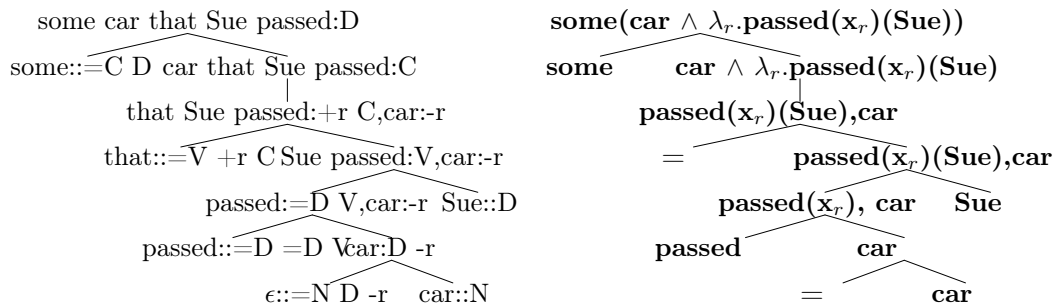 some car that Sue passed:D
some::=C D car that Sue passed:C
that Sue passed:+r C,car:-r
that::=V +r C Sue passed:V,car:-r
passed:=D V,car:-r Sue::D
passed::=D =D V car:D -r
ϵ::=N D -r car::N
some(car ∧ λᵣ.passed(xᵣ)(Sue))
some car ∧ λᵣ.passed(xᵣ)(Sue)
passed(xᵣ)(Sue),car
= passed(xᵣ)(Sue),car
passed(xᵣ), car Sue
passed car
= car